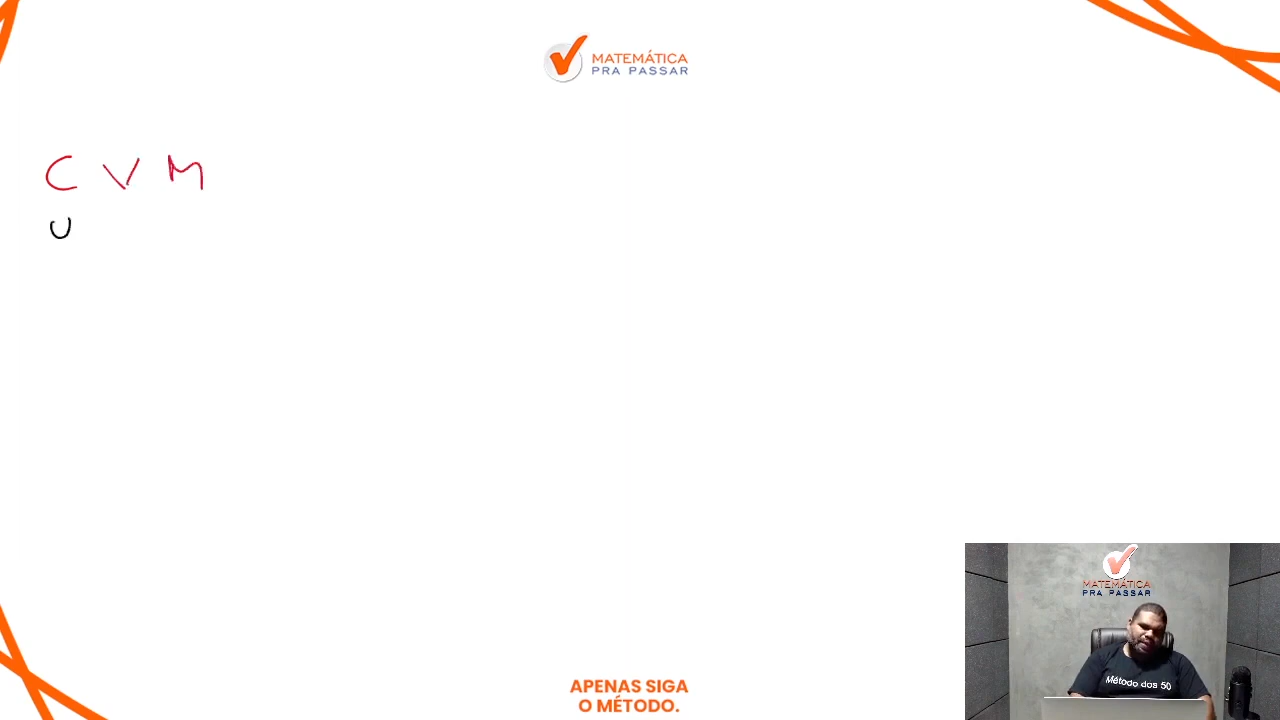 MATEMÁTICA
PRA PASSAR
C V M
U
MATEMÁTICA
PRA PASSAR
Método dos 50
APENAS SIGA
O MÉTODO.